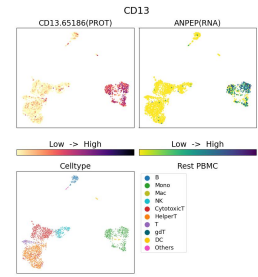 CD13
CD13.65186(PROT)
ANPEP(RNA)
Low -> High
Low -> High
Celltype
Rest PBMC
B
Mono
Mac
NK
CytotoxicT
HelperT
T
gdT
DC
Others